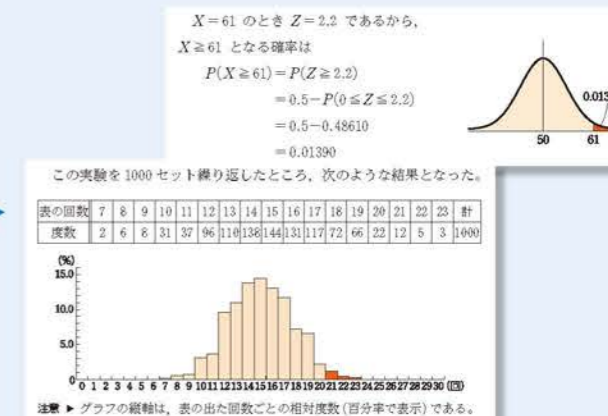 X=61 のとき Z=2.2 であるから,
X≧61 となる確率は
P(X≧61)=P(Z≧2.2)
=0.5-P(0≦Z≦2.2)
=0.5-0.48610
=0.01390
0.013
50 61
この実験を 1000 セット繰り返したところ, 次のような結果となった。
表の回数 7 8 9 10 11 12 13 14 15 16 17 18 19 20 21 22 23 計
度数 2 6 8 31 37 96 110 138 144 131 117 72 66 22 12 5 3 1000
(%)
15.0
10.0
5.0
0
0 1 2 3 4 5 6 7 8 9 10 11 12 13 14 15 16 17 18 19 20 21 22 23 24 25 26 27 28 29 30 (回)
注意 ▶ グラフの縦軸は, 表の出た回数ごとの相対度数(百分率で表示)である。